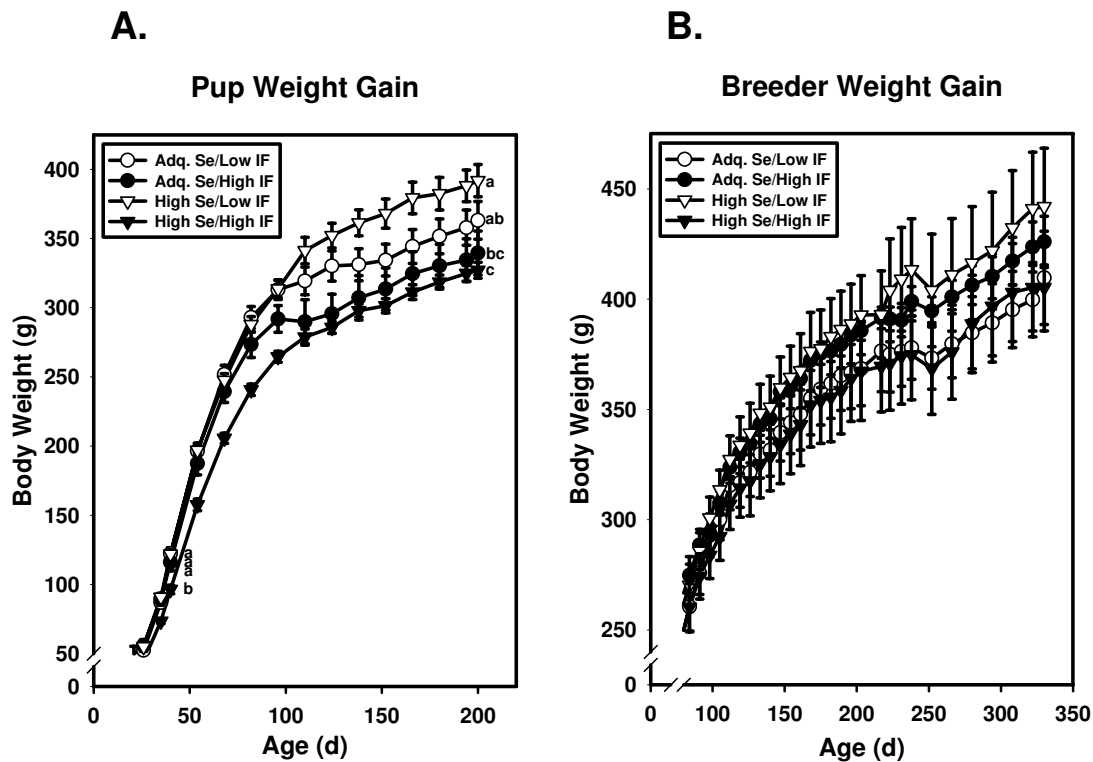 A.
Pup Weight Gain
Adq. Se/Low IF
Adq. Se/High IF
High Se/Low IF
High Se/High IF
Body Weight (g)
400
350
300
250
200
150
100
50
0
a
ab
bc
c
a
a
a
b
0
50
100
150
200
Age (d)
B.
Breeder Weight Gain
Adq. Se/Low IF
Adq. Se/High IF
High Se/Low IF
High Se/High IF
Body Weight (g)
450
400
350
300
250
0
0
100
150
200
250
300
350
Age (d)